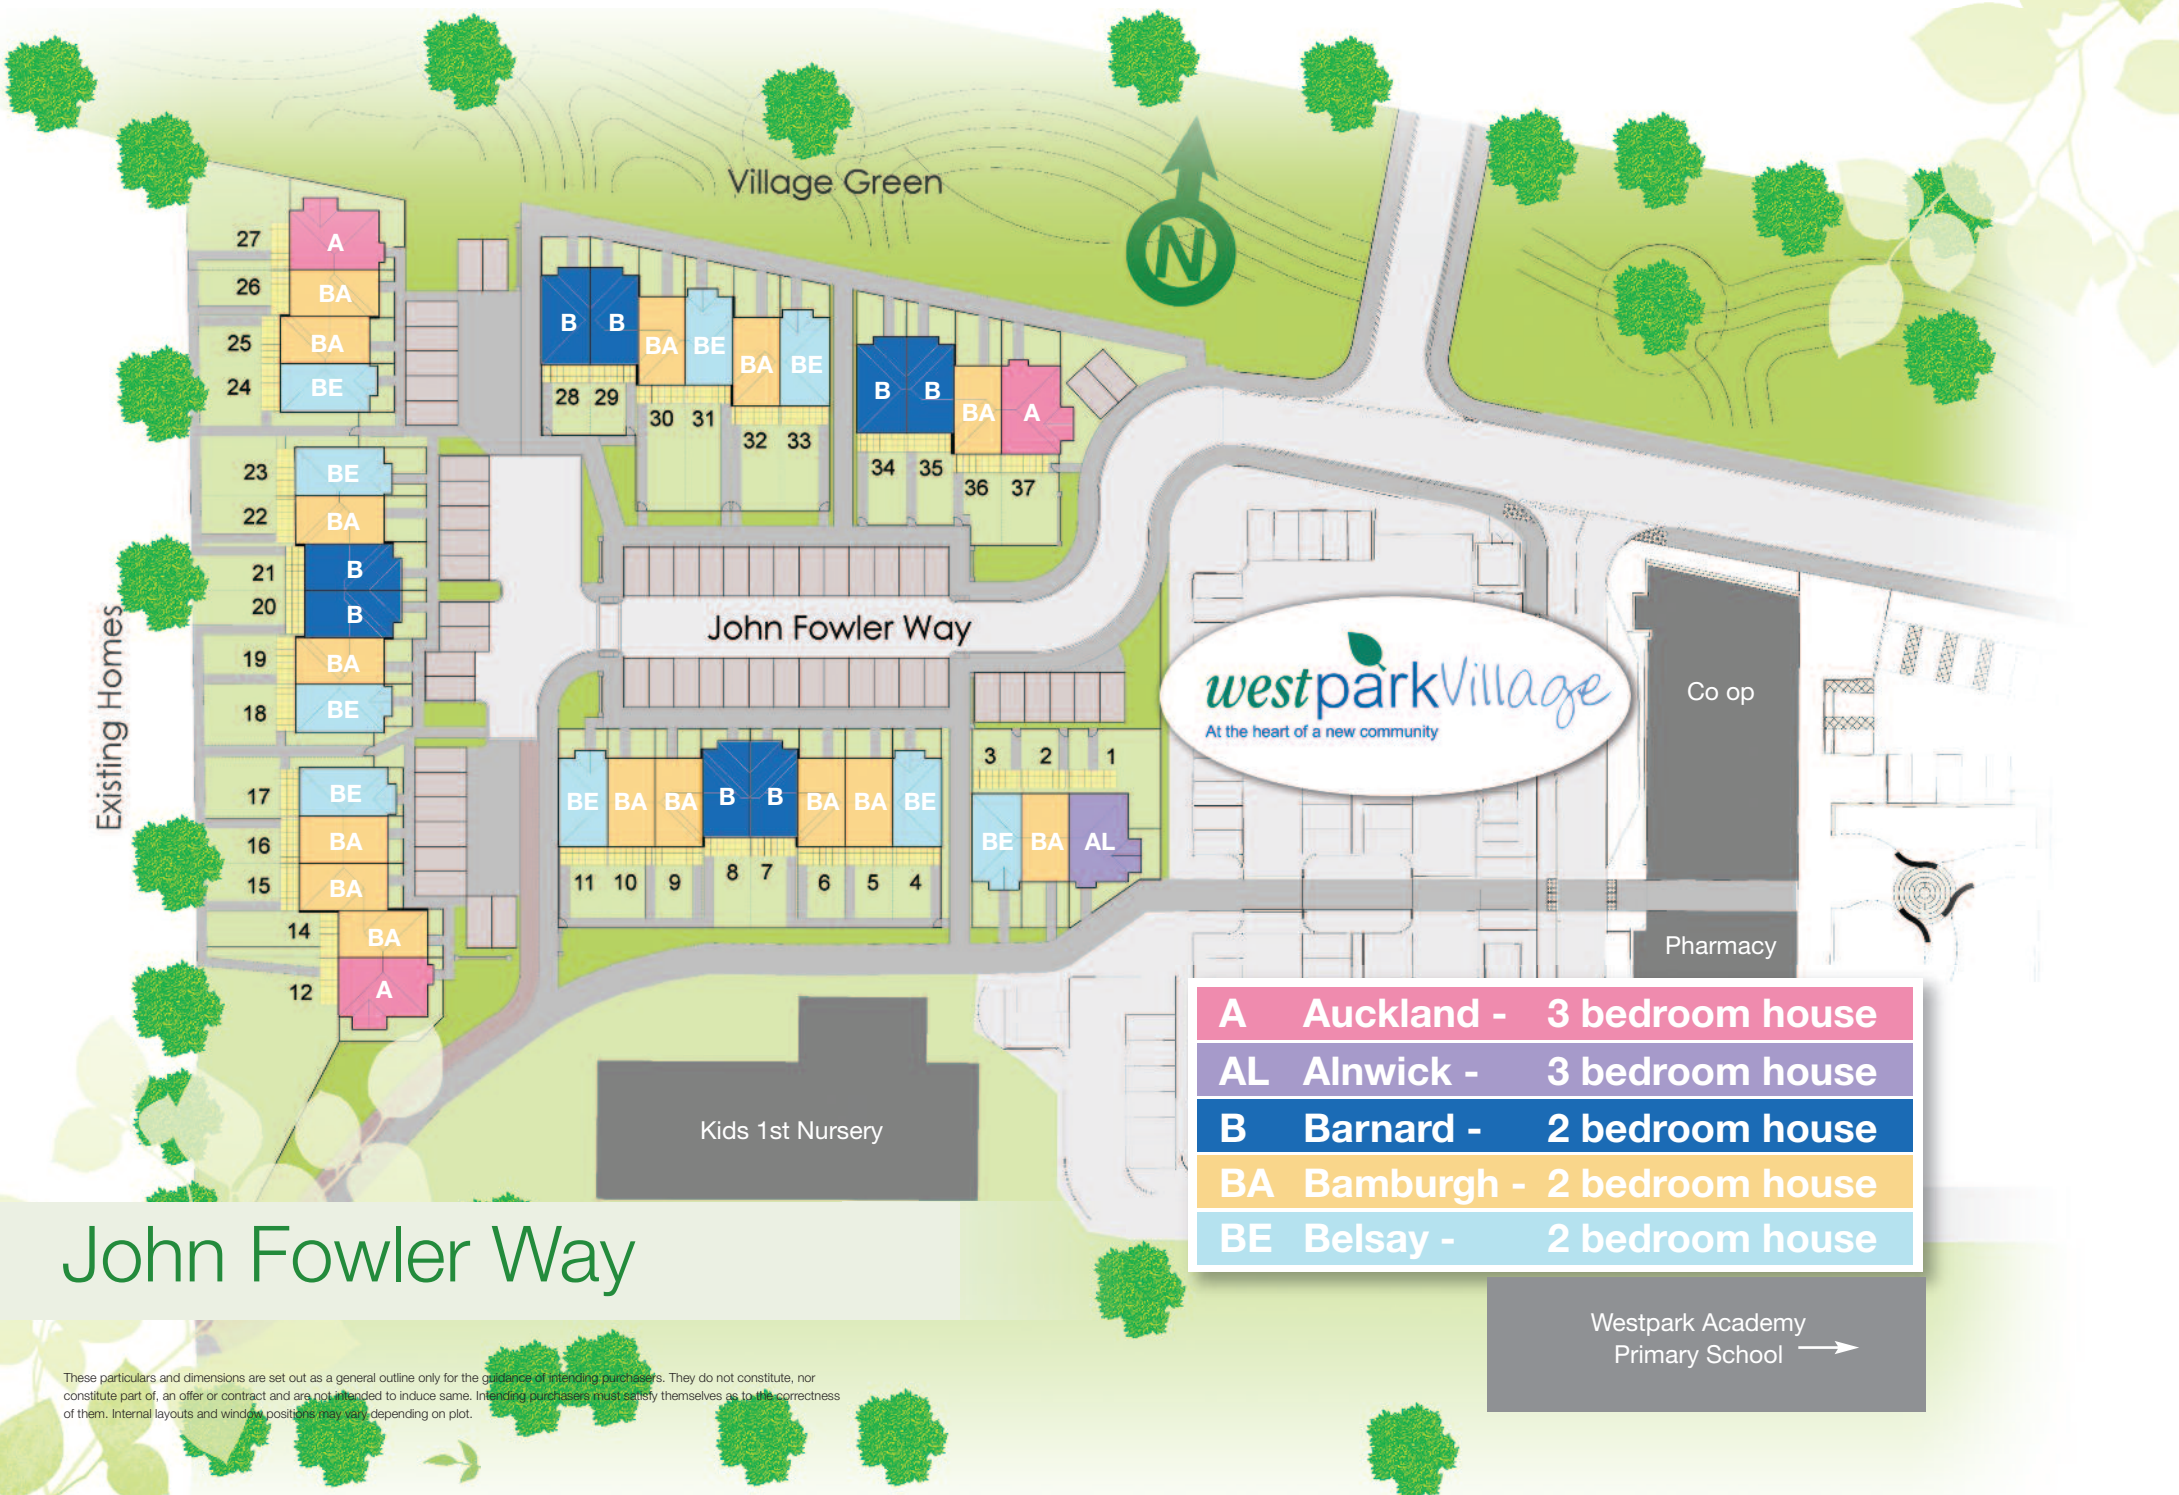 Village Green
N
27
A
26
BA
25
BA
24
BE
23
BE
22
BA
21
B
20
B
19
BA
18
BE
17
BE
16
BA
15
BA
14
BA
12
A
Existing Homes
B B BA BE BA BE
28 29 30 31 32 33
B B BA A
34 35 36 37
John Fowler Way
BE BA BA B B BA BA BE
11 10 9 8 7 6 5 4
3 2 1
BE BA AL
westparkVillage
At the heart of a new community
Co op
Pharmacy
Kids 1st Nursery
A Auckland - 3 bedroom house
AL Alnwick - 3 bedroom house
B Barnard - 2 bedroom house
BA Bamburgh - 2 bedroom house
BE Belsay - 2 bedroom house
Westpark Academy
Primary School
John Fowler Way
These particulars and dimensions are set out as a general outline only for the guidance of intending purchasers. They do not constitute, nor
constitute part of, an offer or contract and are not intended to induce same. Intending purchasers must satisfy themselves as to the correctness
of them. Internal layouts and window positions may vary depending on plot.